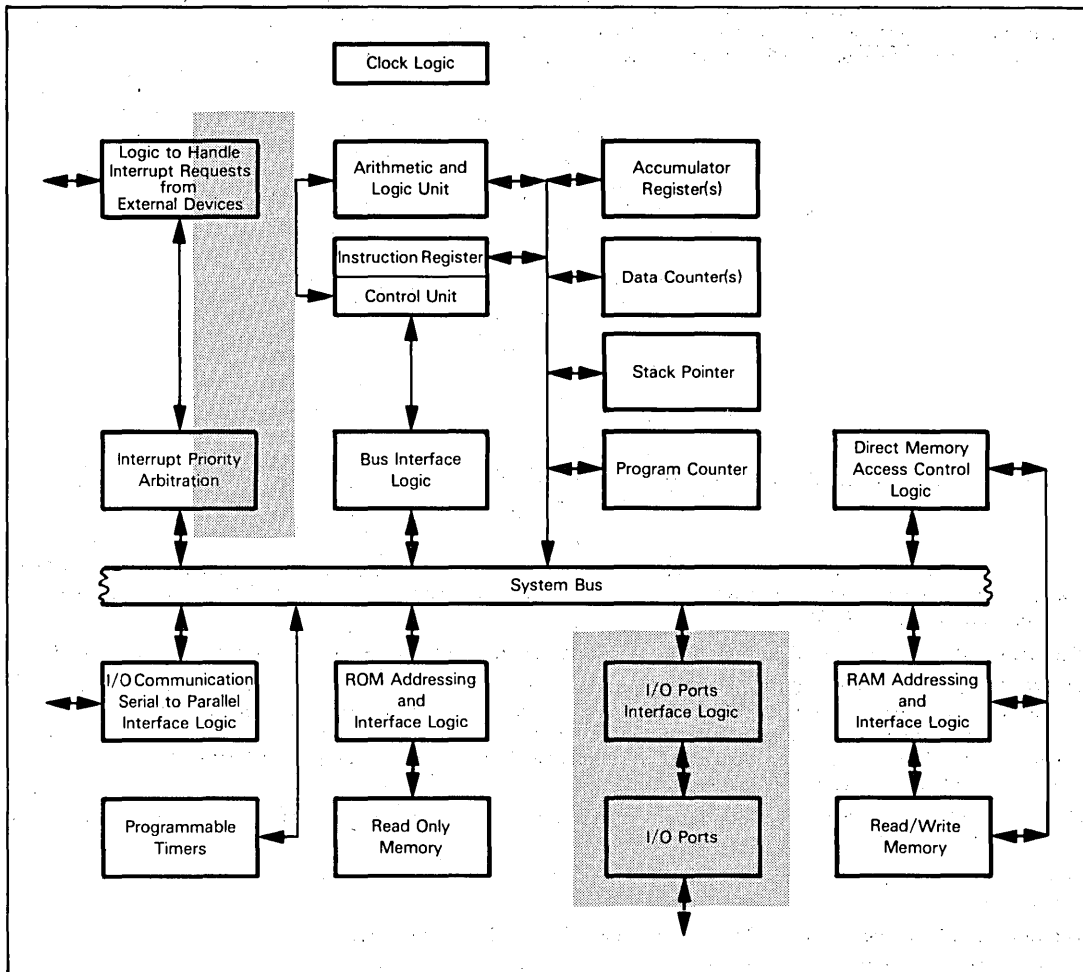 Clock Logic
Logic to Handle
Interrupt Requests
from
External Devices
Arithmetic and
Logic Unit
Accumulator
Register(s)
Instruction Register
Control Unit
Data Counter(s)
Stack Pointer
Interrupt Priority
Arbitration
Bus Interface
Logic
Program Counter
Direct Memory
Access Control
Logic
System Bus
I/O Communication
Serial to Parallel
Interface Logic
ROM Addressing
and
Interface Logic
I/O Ports
Interface Logic
RAM Addressing
and
Interface Logic
Programmable
Timers
Read Only
Memory
I/O Ports
Read/Write
Memory